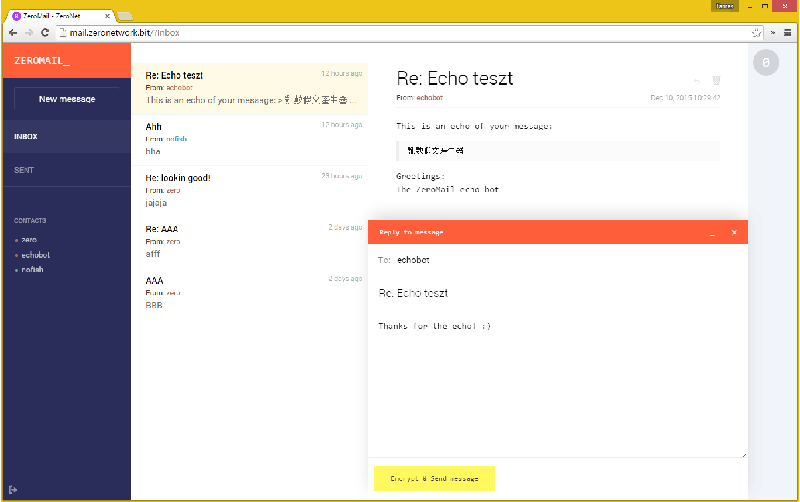 Tamas
ZeroMail - ZeroNet
mail.zeronetwork.bit/?Inbox
ZEROMAIL_
New message
INBOX
SENT
CONTACTS
zero
echobot
nofish
Re: Echo teszt
12 hours ago
From: echobot
This is an echo of your message: >
Ahh
12 hours ago
From: nofish
hha
Re: lookin good!
23 hours ago
From: zero
jajaja
Re: AAA
2 days ago
From: zero
afff
AAA
2 days ago
From: zero
BBB
Re: Echo teszt
From: echobot
Dec 10, 2015 10:29:42
This is an echo of your message:
Greetings:
The ZeroMail echo bot
0
Reply to message
To: echobot
Re: Echo teszt
Thanks for the echo! :)
Encrypt & Send message